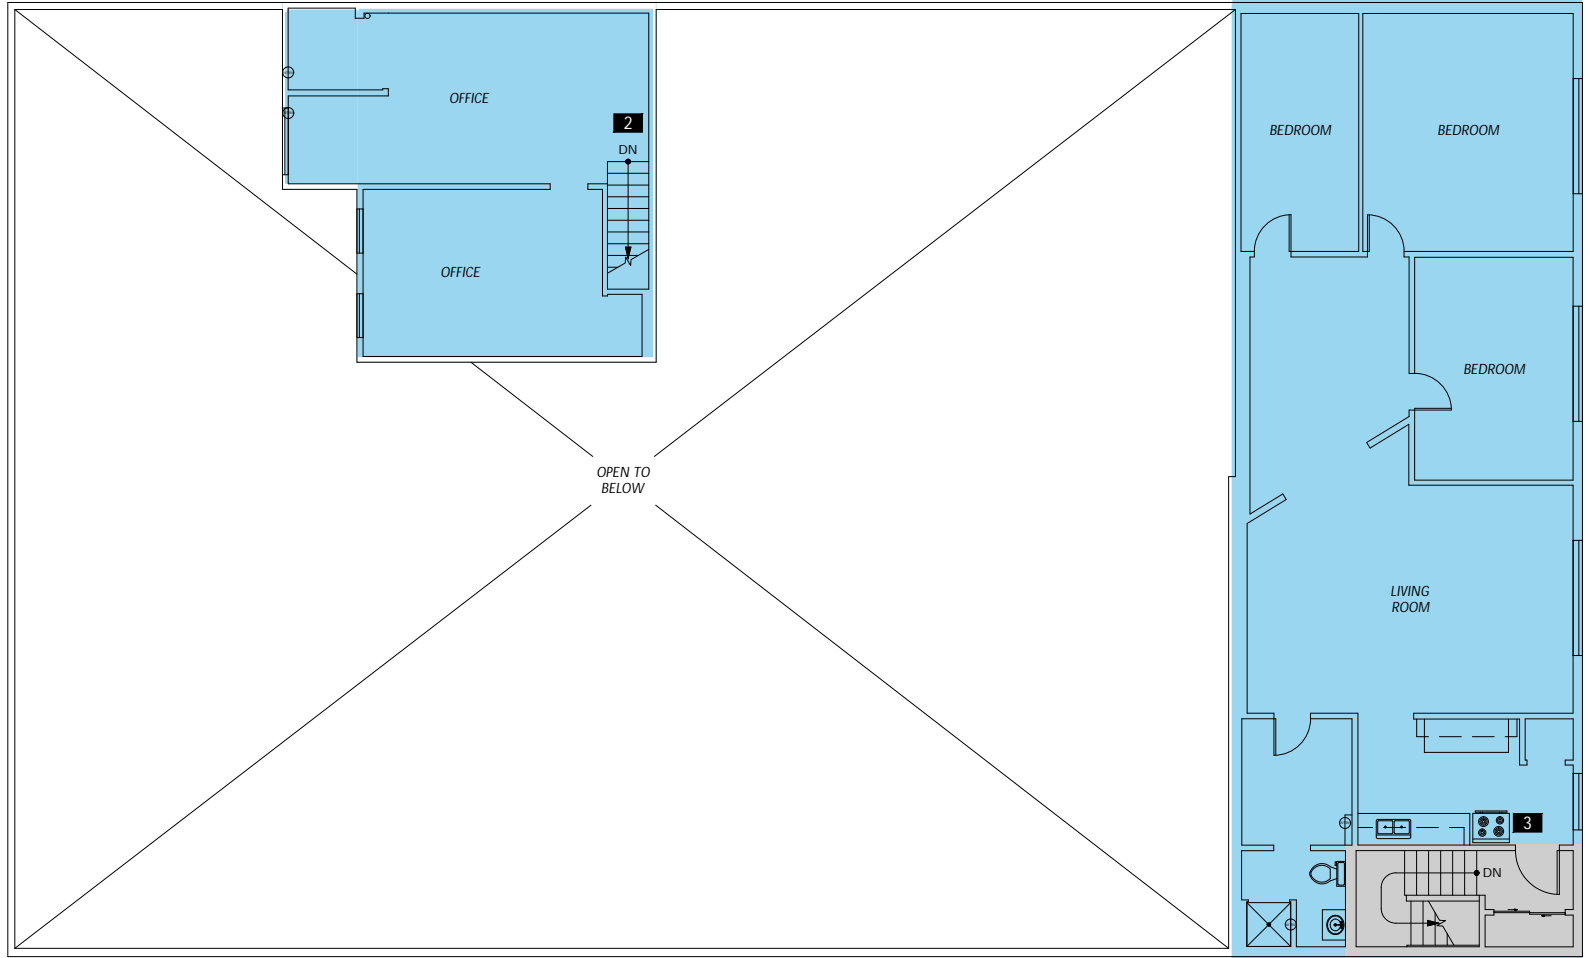 OFFICE
2
DN
OFFICE
OPEN TO
BELOW
BEDROOM
BEDROOM
BEDROOM
LIVING
ROOM
3
DN